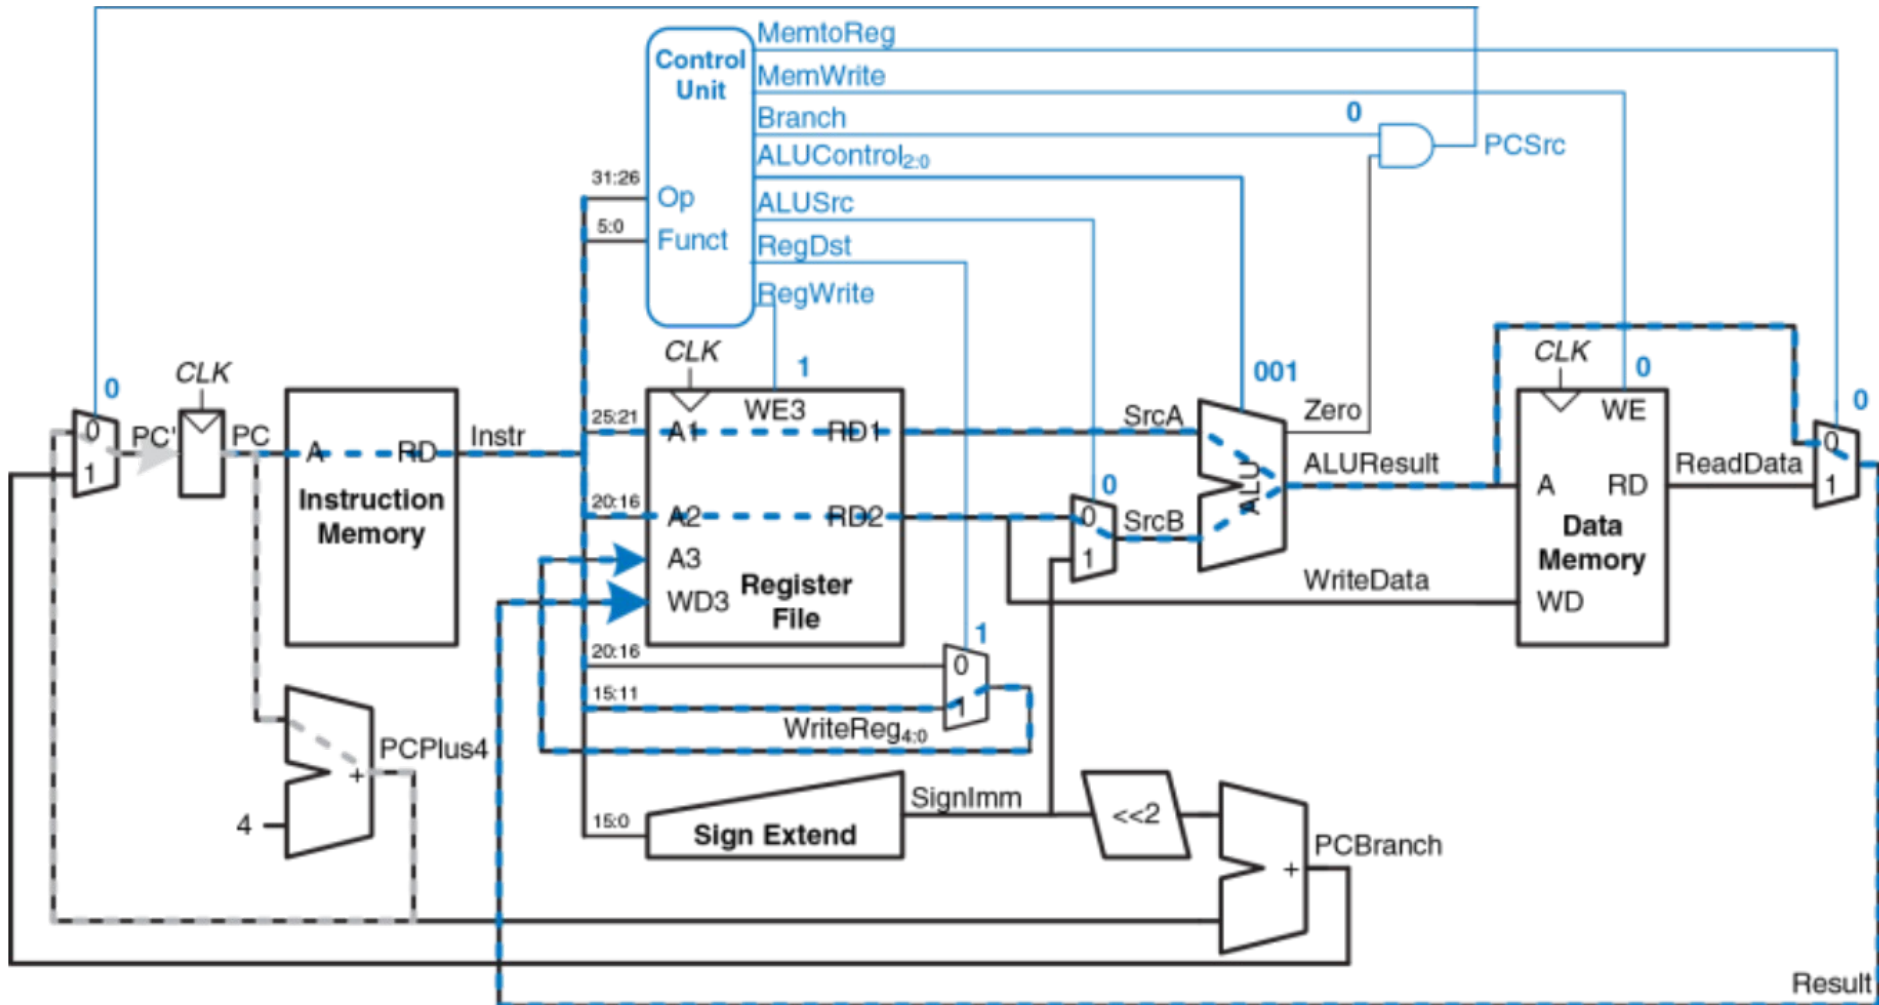 MemtoReg
Control
Unit
MemWrite
Branch
0
PCSrc
ALUControl2:0
31:26
Op
ALUSrc
5:0
Funct
RegDst
RegWrite
CLK
1
CLK
0
001
0
CLK
0
WE3
WE
Zero
25:21
A1
RD1
SrcA
0
1
PC'
PC
A
RD
Instr
Instruction
Memory
ALU
ALUResult
A
RD
ReadData
0
1
20:16
A2
RD2
0
0
1
SrcB
Data
Memory
A3
WD3
Register
File
WriteData
WD
20:16
0
1
1
15:11
WriteReg4:0
PCPlus4
+
4
15:0
Sign Extend
SignImm
<<2
PCBranch
+
Result